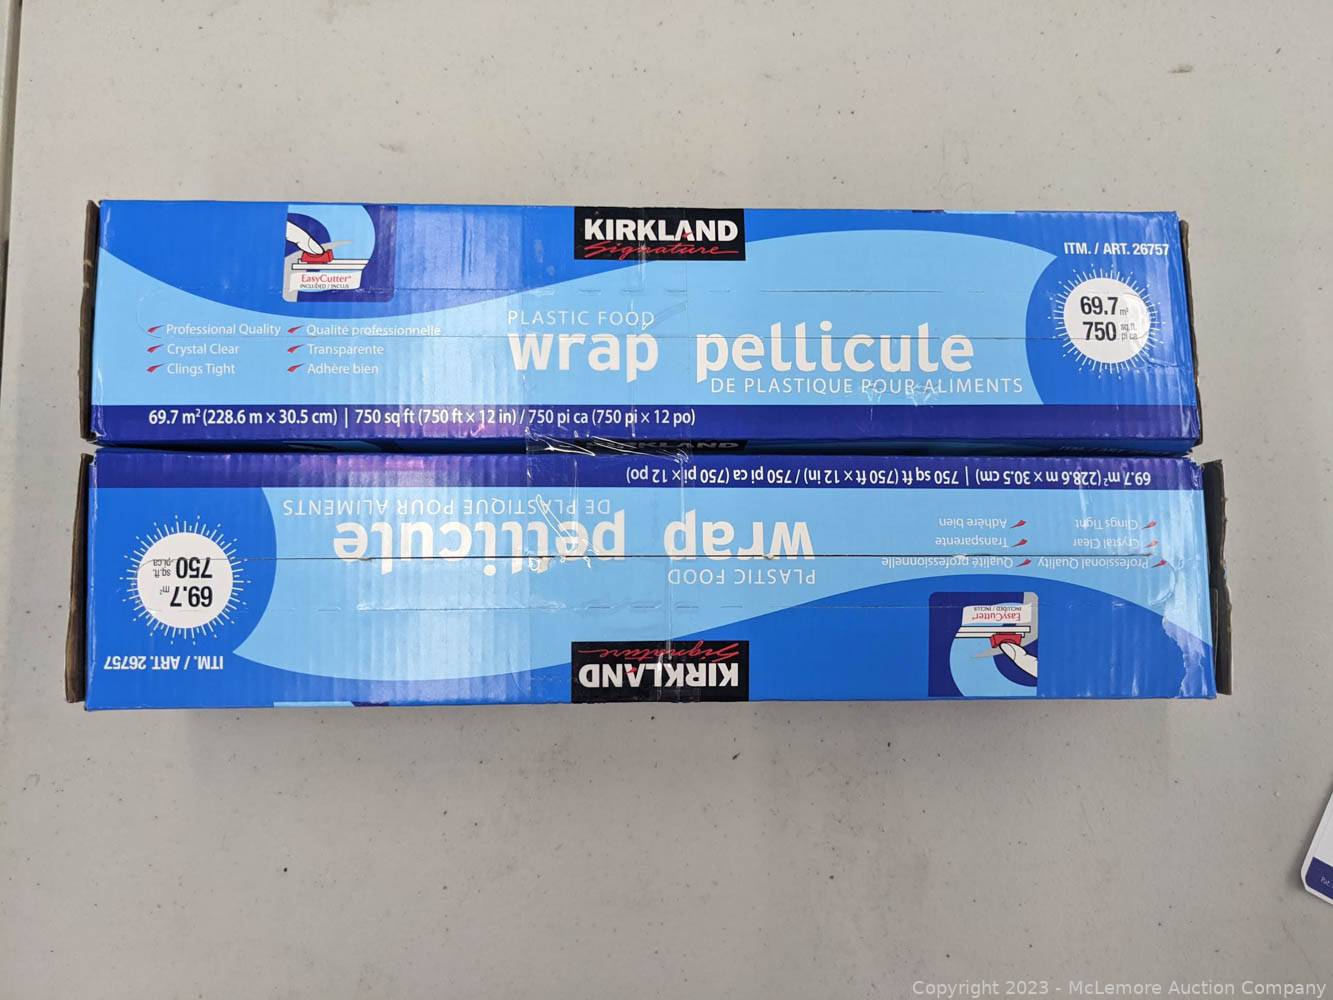 KIRKLAND
Signature
ITM. / ART. 26757
EasyCutter®
INCLUDED / INCLUS
69.7 m²
750 sq.ft. pi ca
PLASTIC FOOD
wrap pellicule
DE PLASTIQUE POUR ALIMENTS
Professional Quality
Crystal Clear
Clings Tight
Qualité professionnelle
Transparente
Adhère bien
69.7 m² (228.6 m × 30.5 cm) | 750 sq ft (750 ft × 12 in) / 750 pi ca (750 pi × 12 po)
KIRKLAND
ITM. / ART.
KIRKLAND
Signature
EasyCutter®
INCLUDED / INCLUS
ITM. / ART. 26757
69.7 m²
750 sq.ft. pi.ca
PLASTIC FOOD
wrap pellicule
DE PLASTIQUE POUR ALIMENTS
Professional Quality
Crystal Clear
Clings Tight
Qualité professionnelle
Transparente
Adhère bien
69.7 m² (228.6 m × 30.5 cm) | 750 sq ft (750 ft × 12 in) / 750 pi ca (750 pi × 12 po)
Copyright 2023 - McLemore Auction Company